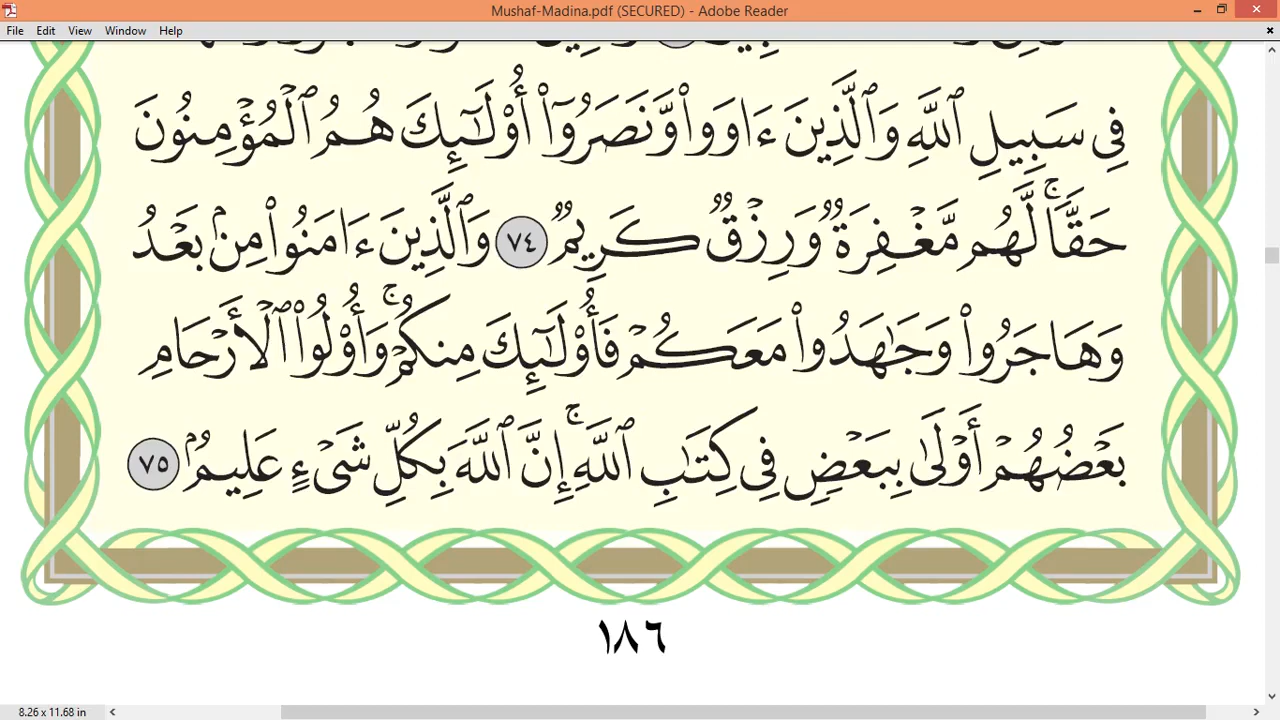 Mushaf-Madina.pdf (SECURED) - Adobe Reader
File Edit View Window Help
فِي سَبِيلِ ٱللَّهِ وَٱلَّذِينَ ءَاوَواْ وَّنَصَرُوٓاْ أُوْلَٰٓئِكَ هُمُ ٱلْمُؤْمِنُونَ
حَقّٗاۚ لَّهُم مَّغْفِرَةٞ وَرِزْقٞ كَرِيمٞ ٧٤ وَٱلَّذِينَ ءَامَنُواْ مِنۢ بَعْدُ
وَهَاجَرُواْ وَجَٰهَدُواْ مَعَكُمْ فَأُوْلَٰٓئِكَ مِنكُمْۚ وَأُوْلُواْ ٱلْأَرْحَامِ
بَعْضُهُمْ أَوْلَىٰ بِبَعْضٖ فِي كِتَٰبِ ٱللَّهِۚ إِنَّ ٱللَّهَ بِكُلِّ شَيْءٍ عَلِيمُۢ ٧٥
١٨٦
8.26 x 11.68 in